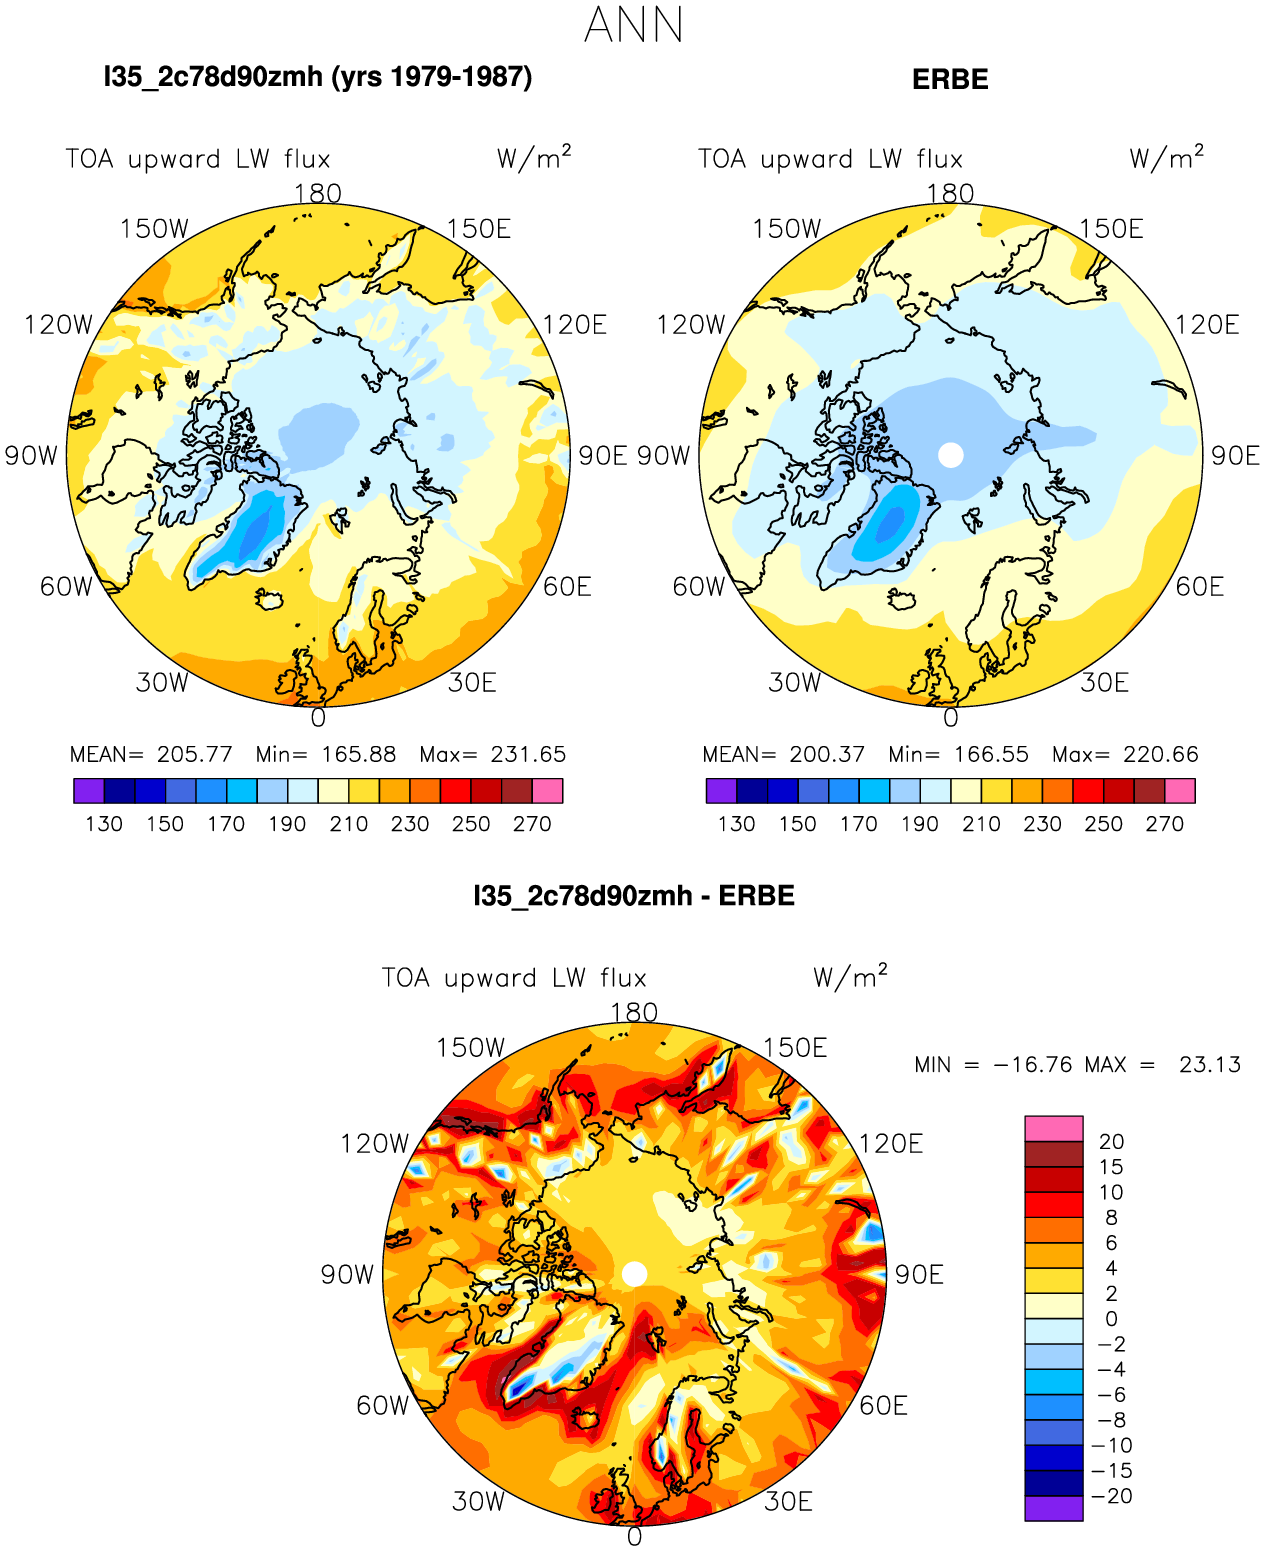 ANN
l35_2c78d90zmh (yrs 1979-1987)
ERBE
TOA upward LW flux W/m²
TOA upward LW flux W/m²
180
150W 150E
120W 120E
90W 90E
60W 60E
30W 30E
0
180
150W 150E
120W 120E
90W 90E
60W 60E
30W 30E
0
MEAN= 205.77 Min= 165.88 Max= 231.65
130 150 170 190 210 230 250 270
MEAN= 200.37 Min= 166.55 Max= 220.66
130 150 170 190 210 230 250 270
l35_2c78d90zmh - ERBE
TOA upward LW flux W/m²
180
150W 150E
120W 120E
90W 90E
60W 60E
30W 30E
0
MIN = −16.76 MAX = 23.13
20
15
10
8
6
4
2
0
−2
−4
−6
−8
−10
−15
−20